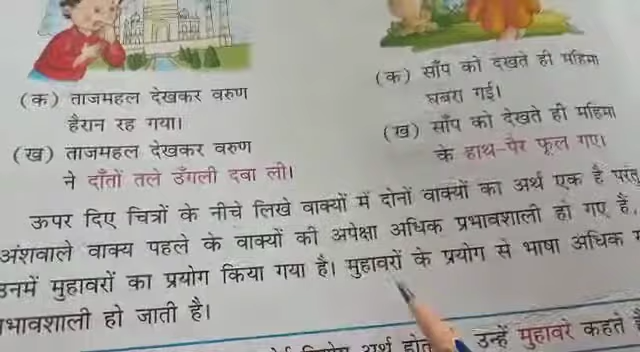 (क) ताजमहल देखकर वरुण
हैरान रह गया।
(ख) ताजमहल देखकर वरुण
ने दाँतों तले उँगली दबा ली।
(क) साँप को देखते ही महिमा
घबरा गई।
(ख) साँप को देखते ही महिमा
के हाथ-पैर फूल गए।
ऊपर दिए चित्रों के नीचे लिखे वाक्यों में दोनों वाक्यों का अर्थ एक है परंतु
अंशवाले वाक्य पहले के वाक्यों की अपेक्षा अधिक प्रभावशाली हो गए हैं,
उनमें मुहावरों का प्रयोग किया गया है। मुहावरों के प्रयोग से भाषा अधिक
प्रभावशाली हो जाती है।
अर्थ उन्हें मुहावरे कहते हैं